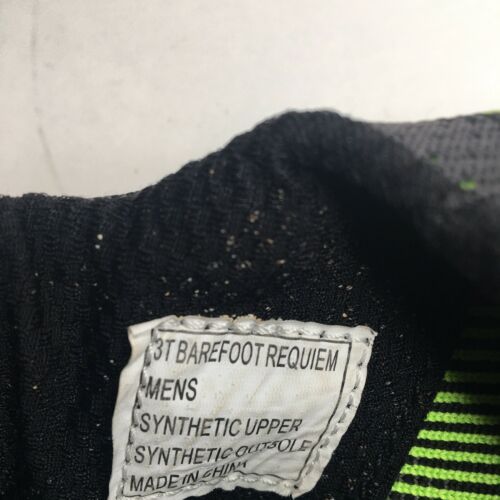 3T BAREFOOT REQUIEM
MENS
SYNTHETIC UPPER
SYNTHETIC OUTSOLE
MADE IN CHINA